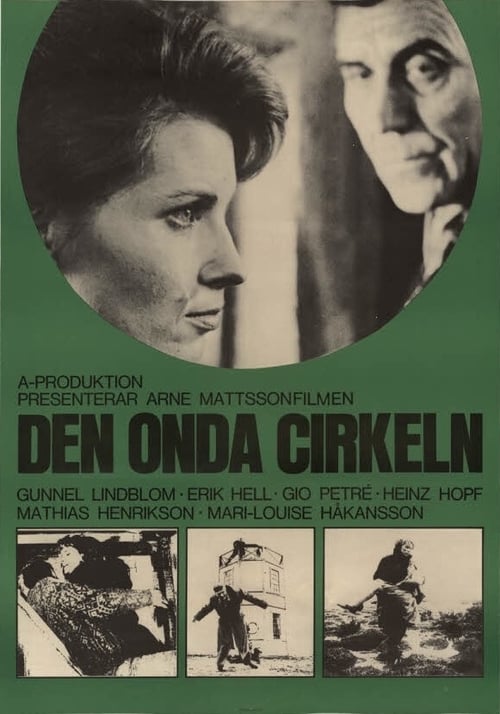 A-PRODUKTION
PRESENTERAR ARNE MATTSSONFILMEN
DEN ONDA CIRKELN
GUNNEL LINDBLOM · ERIK HELL · GIO PETRÉ · HEINZ HOPF
MATHIAS HENRIKSON · MARI-LOUISE HÅKANSSON